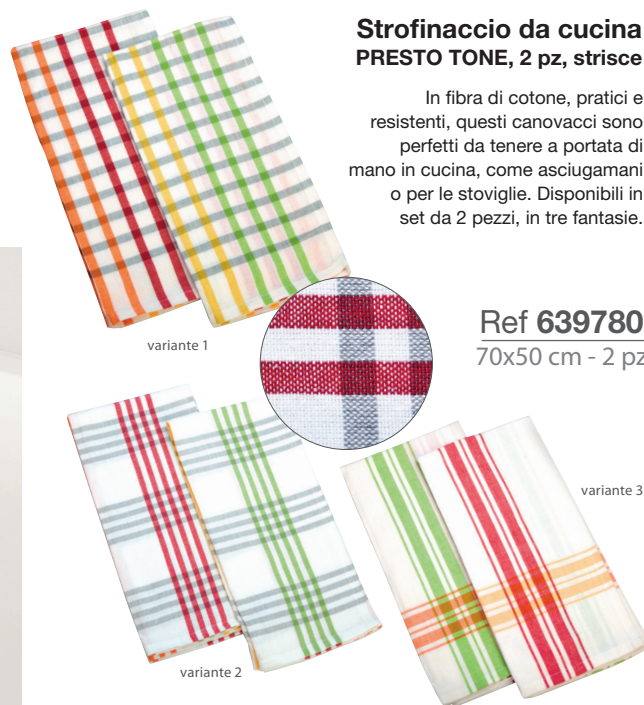 Strofinaccio da cucina
PRESTO TONE, 2 pz, strisce
In fibra di cotone, pratici e
resistenti, questi canovacci sono
perfetti da tenere a portata di
mano in cucina, come asciugamani
o per le stoviglie. Disponibili in
set da 2 pezzi, in tre fantasie.
variante 1
Ref 639780
70x50 cm - 2 pz
variante 3
variante 2